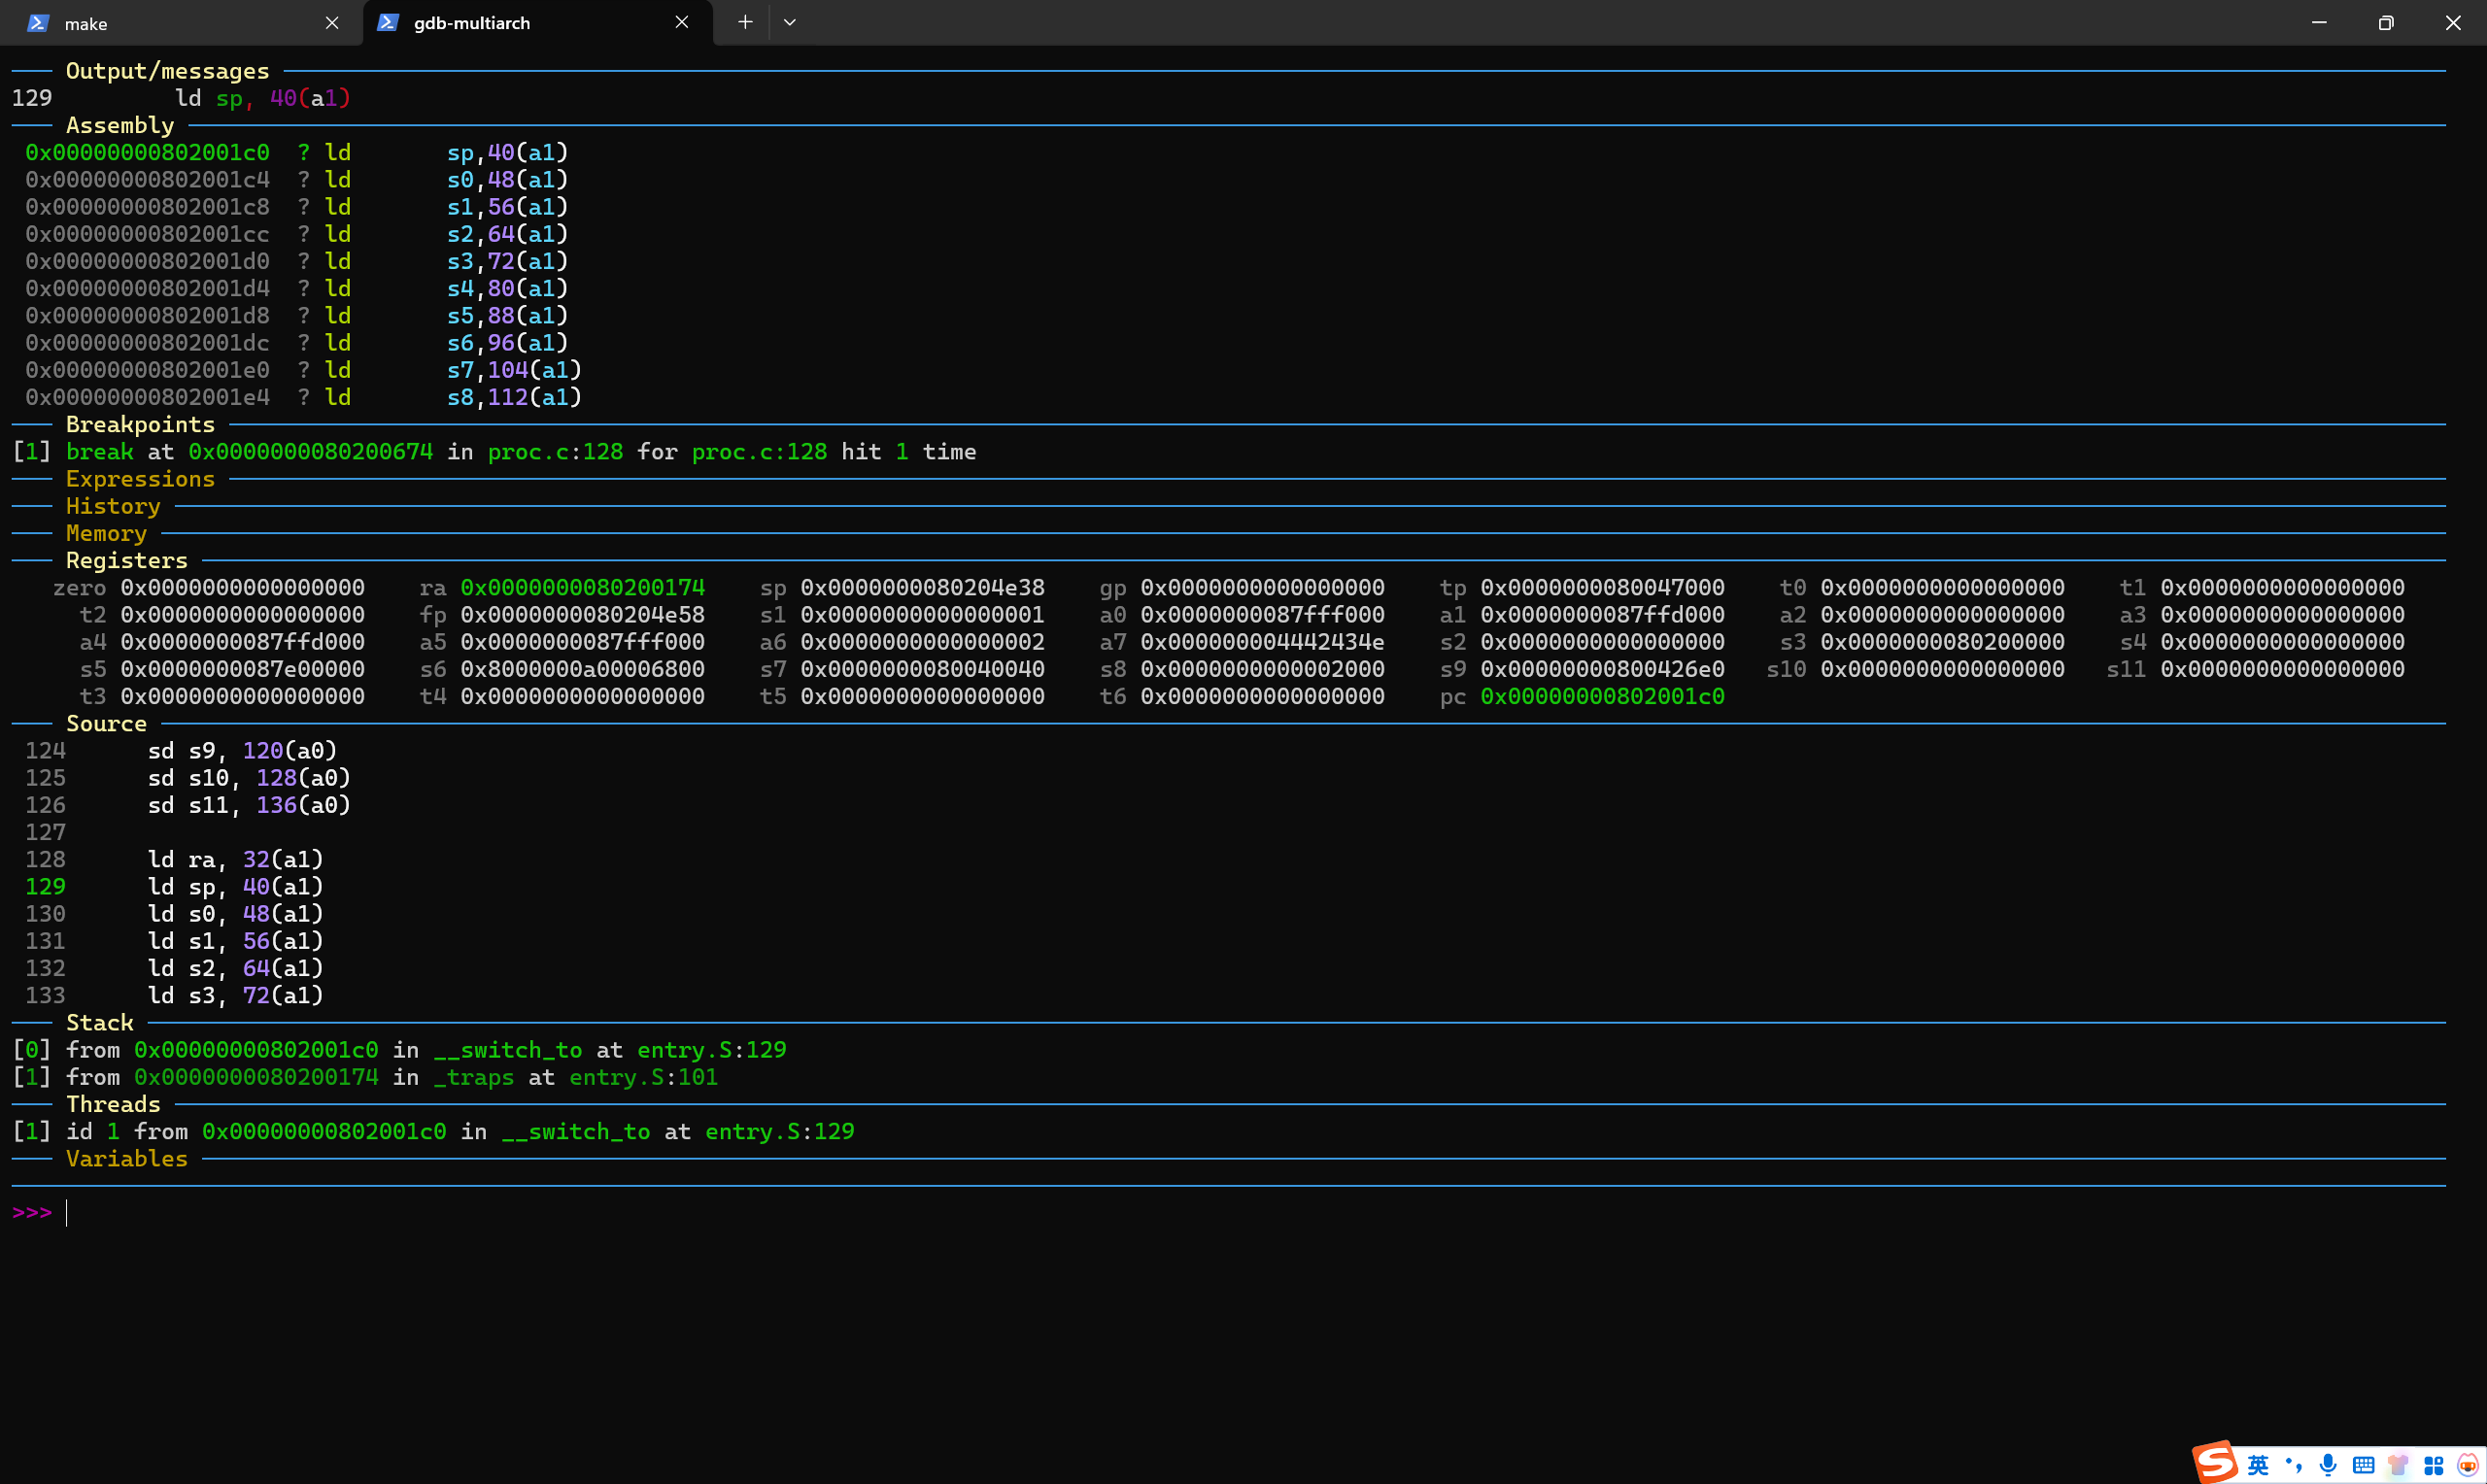 make
gdb-multiarch
Output/messages
129 ld sp, 40(a1)
Assembly
0x00000000802001c0 ? ld sp,40(a1)
0x00000000802001c4 ? ld s0,48(a1)
0x00000000802001c8 ? ld s1,56(a1)
0x00000000802001cc ? ld s2,64(a1)
0x00000000802001d0 ? ld s3,72(a1)
0x00000000802001d4 ? ld s4,80(a1)
0x00000000802001d8 ? ld s5,88(a1)
0x00000000802001dc ? ld s6,96(a1)
0x00000000802001e0 ? ld s7,104(a1)
0x00000000802001e4 ? ld s8,112(a1)
Breakpoints
[1] break at 0x0000000080200674 in proc.c:128 for proc.c:128 hit 1 time
Expressions
History
Memory
Registers
zero 0x0000000000000000 ra 0x0000000080200174 sp 0x0000000080204e38 gp 0x0000000000000000 tp 0x0000000080047000 t0 0x0000000000000000 t1 0x0000000000000000
t2 0x0000000000000000 fp 0x0000000080204e58 s1 0x0000000000000001 a0 0x0000000087fff000 a1 0x0000000087ffd000 a2 0x0000000000000000 a3 0x0000000000000000
a4 0x0000000087ffd000 a5 0x0000000087fff000 a6 0x0000000000000002 a7 0x000000004442434e s2 0x0000000000000000 s3 0x0000000080200000 s4 0x0000000000000000
s5 0x0000000087e00000 s6 0x8000000a00006800 s7 0x0000000080040040 s8 0x0000000000002000 s9 0x00000000800426e0 s10 0x0000000000000000 s11 0x0000000000000000
t3 0x0000000000000000 t4 0x0000000000000000 t5 0x0000000000000000 t6 0x0000000000000000 pc 0x00000000802001c0
Source
124 sd s9, 120(a0)
125 sd s10, 128(a0)
126 sd s11, 136(a0)
127
128 ld ra, 32(a1)
129 ld sp, 40(a1)
130 ld s0, 48(a1)
131 ld s1, 56(a1)
132 ld s2, 64(a1)
133 ld s3, 72(a1)
Stack
[0] from 0x00000000802001c0 in __switch_to at entry.S:129
[1] from 0x0000000080200174 in _traps at entry.S:101
Threads
[1] id 1 from 0x00000000802001c0 in __switch_to at entry.S:129
Variables
>>>
英